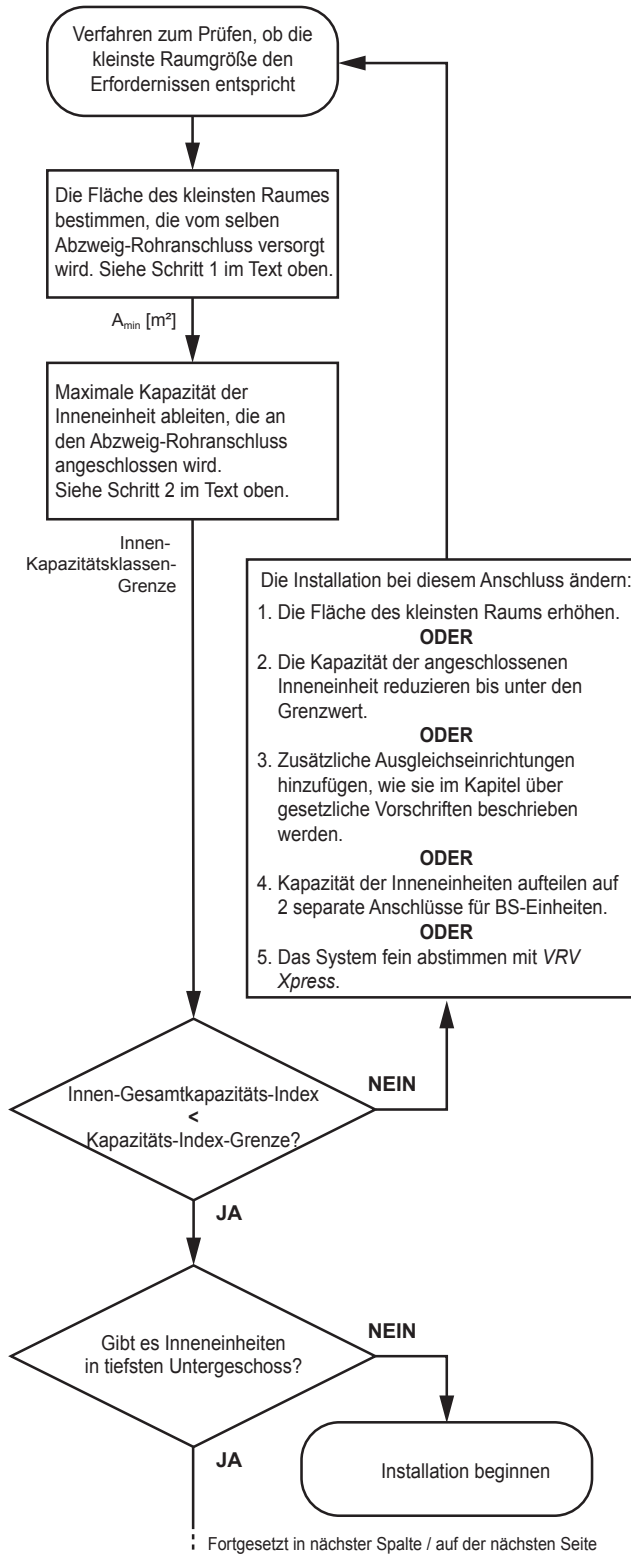 Verfahren zum Prüfen, ob die
kleinste Raumgröße den
Erfordernissen entspricht
Die Fläche des kleinsten Raumes
bestimmen, die vom selben
Abzweig-Rohranschluss versorgt
wird. Siehe Schritt 1 im Text oben.
Amin [m²]
Maximale Kapazität der
Inneneinheit ableiten, die an
den Abzweig-Rohranschluss
angeschlossen wird.
Siehe Schritt 2 im Text oben.
Innen-
Kapazitätsklassen-
Grenze
Die Installation bei diesem Anschluss ändern:
1. Die Fläche des kleinsten Raums erhöhen.
ODER
2. Die Kapazität der angeschlossenen
Inneneinheit reduzieren bis unter den
Grenzwert.
ODER
3. Zusätzliche Ausgleichseinrichtungen
hinzufügen, wie sie im Kapitel über
gesetzliche Vorschriften beschrieben
werden.
ODER
4. Kapazität der Inneneinheiten aufteilen auf
2 separate Anschlüsse für BS-Einheiten.
ODER
5. Das System fein abstimmen mit VRV
Xpress.
Innen-Gesamtkapazitäts-Index
<
Kapazitäts-Index-Grenze?
NEIN
JA
Gibt es Inneneinheiten
in tiefsten Untergeschoss?
NEIN
JA
Installation beginnen
Fortgesetzt in nächster Spalte / auf der nächsten Seite